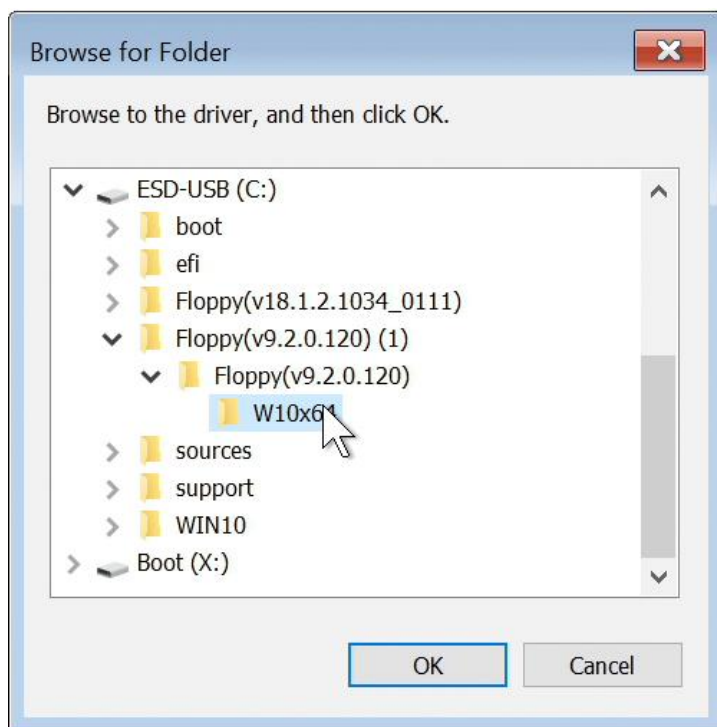 Browse for Folder
Browse to the driver, and then click OK.
ESD-USB (C:)
boot
efi
Floppy(v18.1.2.1034_0111)
Floppy(v9.2.0.120) (1)
Floppy(v9.2.0.120)
W10x64
sources
support
WIN10
Boot (X:)
OK Cancel